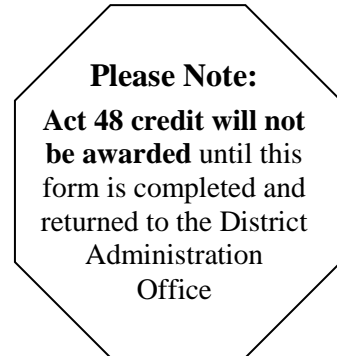 Please Note:
Act 48 credit will not
be awarded until this
form is completed and
returned to the District
Administration
Office